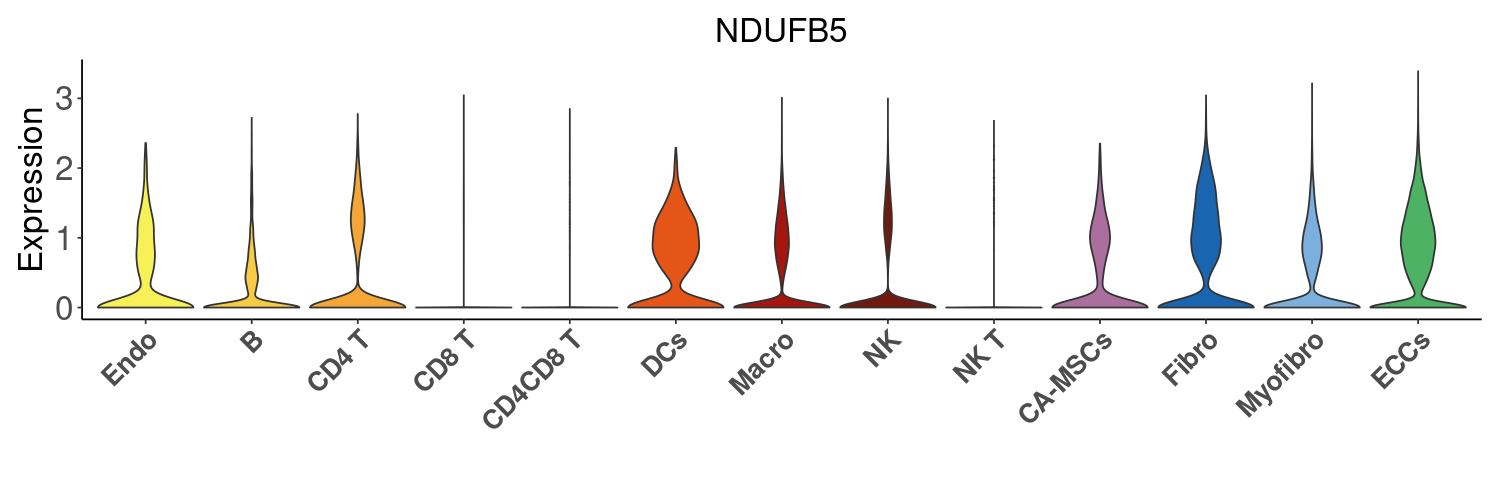 NDUFB5
Expression
3
2
1
0
Endo
B
CD4 T
CD8 T
CD4CD8 T
DCs
Macro
NK
NK T
CA-MSCs
Fibro
Myofibro
ECCs